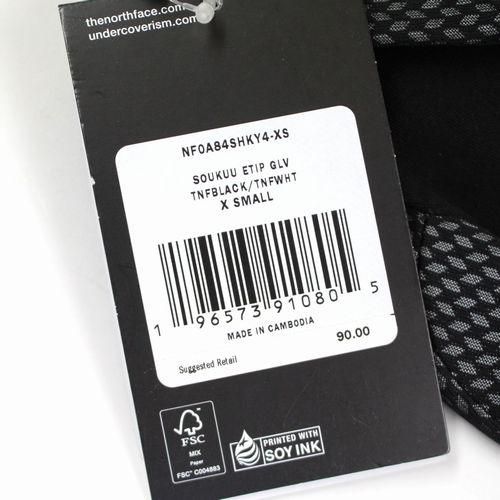 thenorthface.com
undercoverism.com
NF0A84SHKY4-XS
SOUKUU ETIP GLV
TNFBLACK/TNFWHT
X SMALL
1 96573 91080 5
MADE IN CAMBODIA
90.00
Suggested Retail
FSC
MIX
Paper
FSC™ C004883
PRINTED WITH
SOY INK